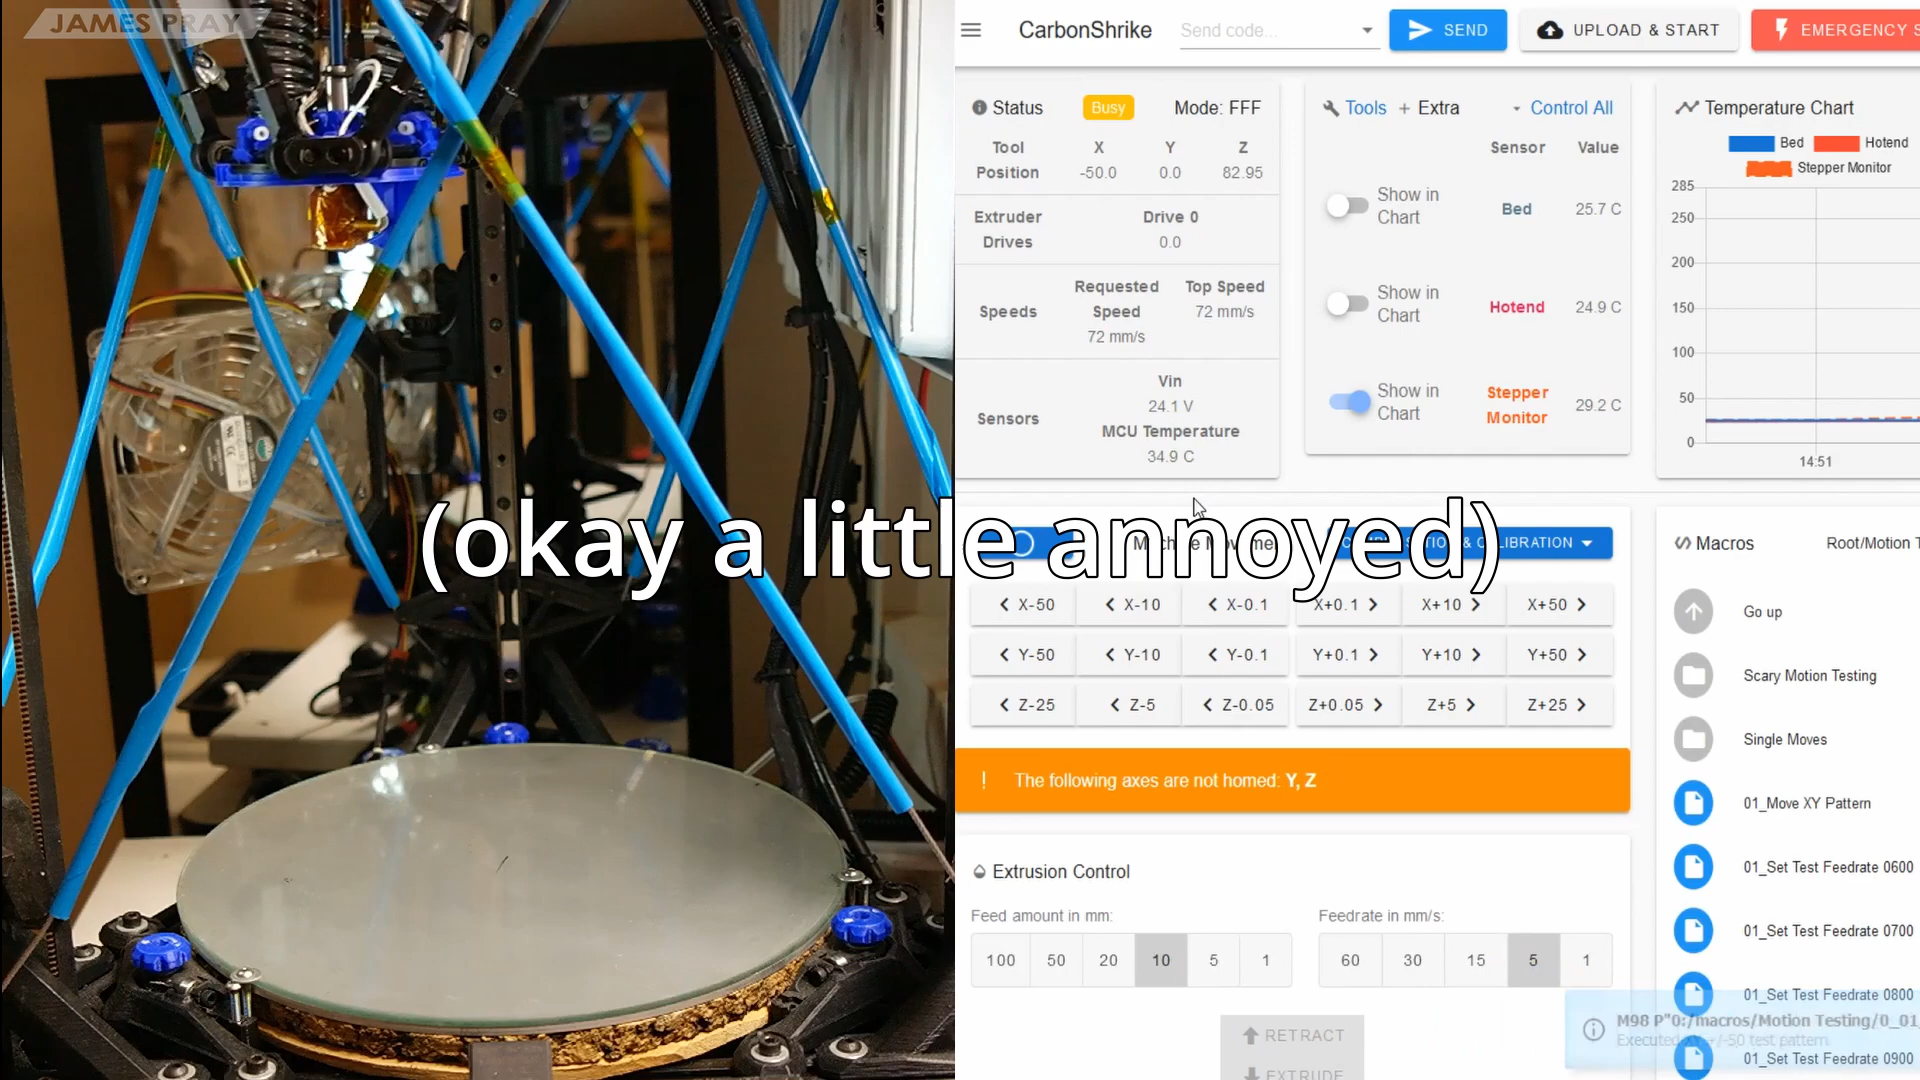 JAMES PRAY
CarbonShrike
Send code...
SEND
UPLOAD & START
EMERGENCY S
Status
Busy
Mode: FFF
Tool
Position
X
Y
Z
-50.0
0.0
82.95
Extruder
Drives
Drive 0
0.0
Speeds
Requested
Speed
72 mm/s
Top Speed
72 mm/s
Sensors
Vin
24.1 V
MCU Temperature
34.9 C
Tools + Extra
Control All
Sensor
Value
Show in
Chart
Bed
25.7 C
Show in
Chart
Hotend
24.9 C
Show in
Chart
Stepper
Monitor
29.2 C
Temperature Chart
Bed
Hotend
Stepper Monitor
285
250
200
150
100
50
0
14:51
(okay a little annoyed)
X-50
X-10
X-0.1
X+0.1
X+10
X+50
Y-50
Y-10
Y-0.1
Y+0.1
Y+10
Y+50
Z-25
Z-5
Z-0.05
Z+0.05
Z+5
Z+25
! The following axes are not homed: Y, Z
Extrusion Control
Feed amount in mm:
100
50
20
10
5
1
Feedrate in mm/s:
60
30
15
5
1
RETRACT
EXTRUDE
Macros
Root/Motion T
Go up
Scary Motion Testing
Single Moves
01_Move XY Pattern
01_Set Test Feedrate 0600
01_Set Test Feedrate 0700
01_Set Test Feedrate 0800
M98 P"0:/macros/Motion Testing/0_01
01_Set Test Feedrate 0900